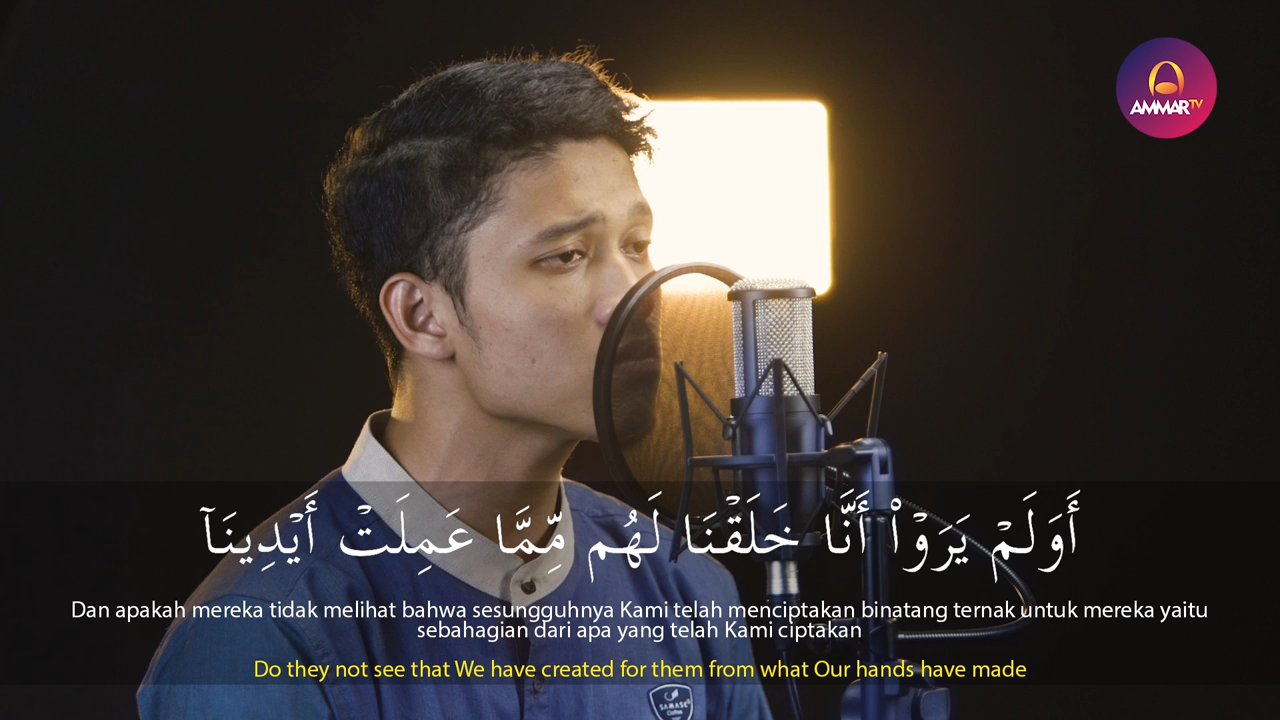 AMMARTV
أَوَلَمْ يَرَوْا۟ أَنَّا خَلَقْنَا لَهُم مِّمَّا عَمِلَتْ أَيْدِينَآ
Dan apakah mereka tidak melihat bahwa sesungguhnya Kami telah menciptakan binatang ternak untuk mereka yaitu
sebahagian dari apa yang telah Kami ciptakan
Do they not see that We have created for them from what Our hands have made
SAMASE